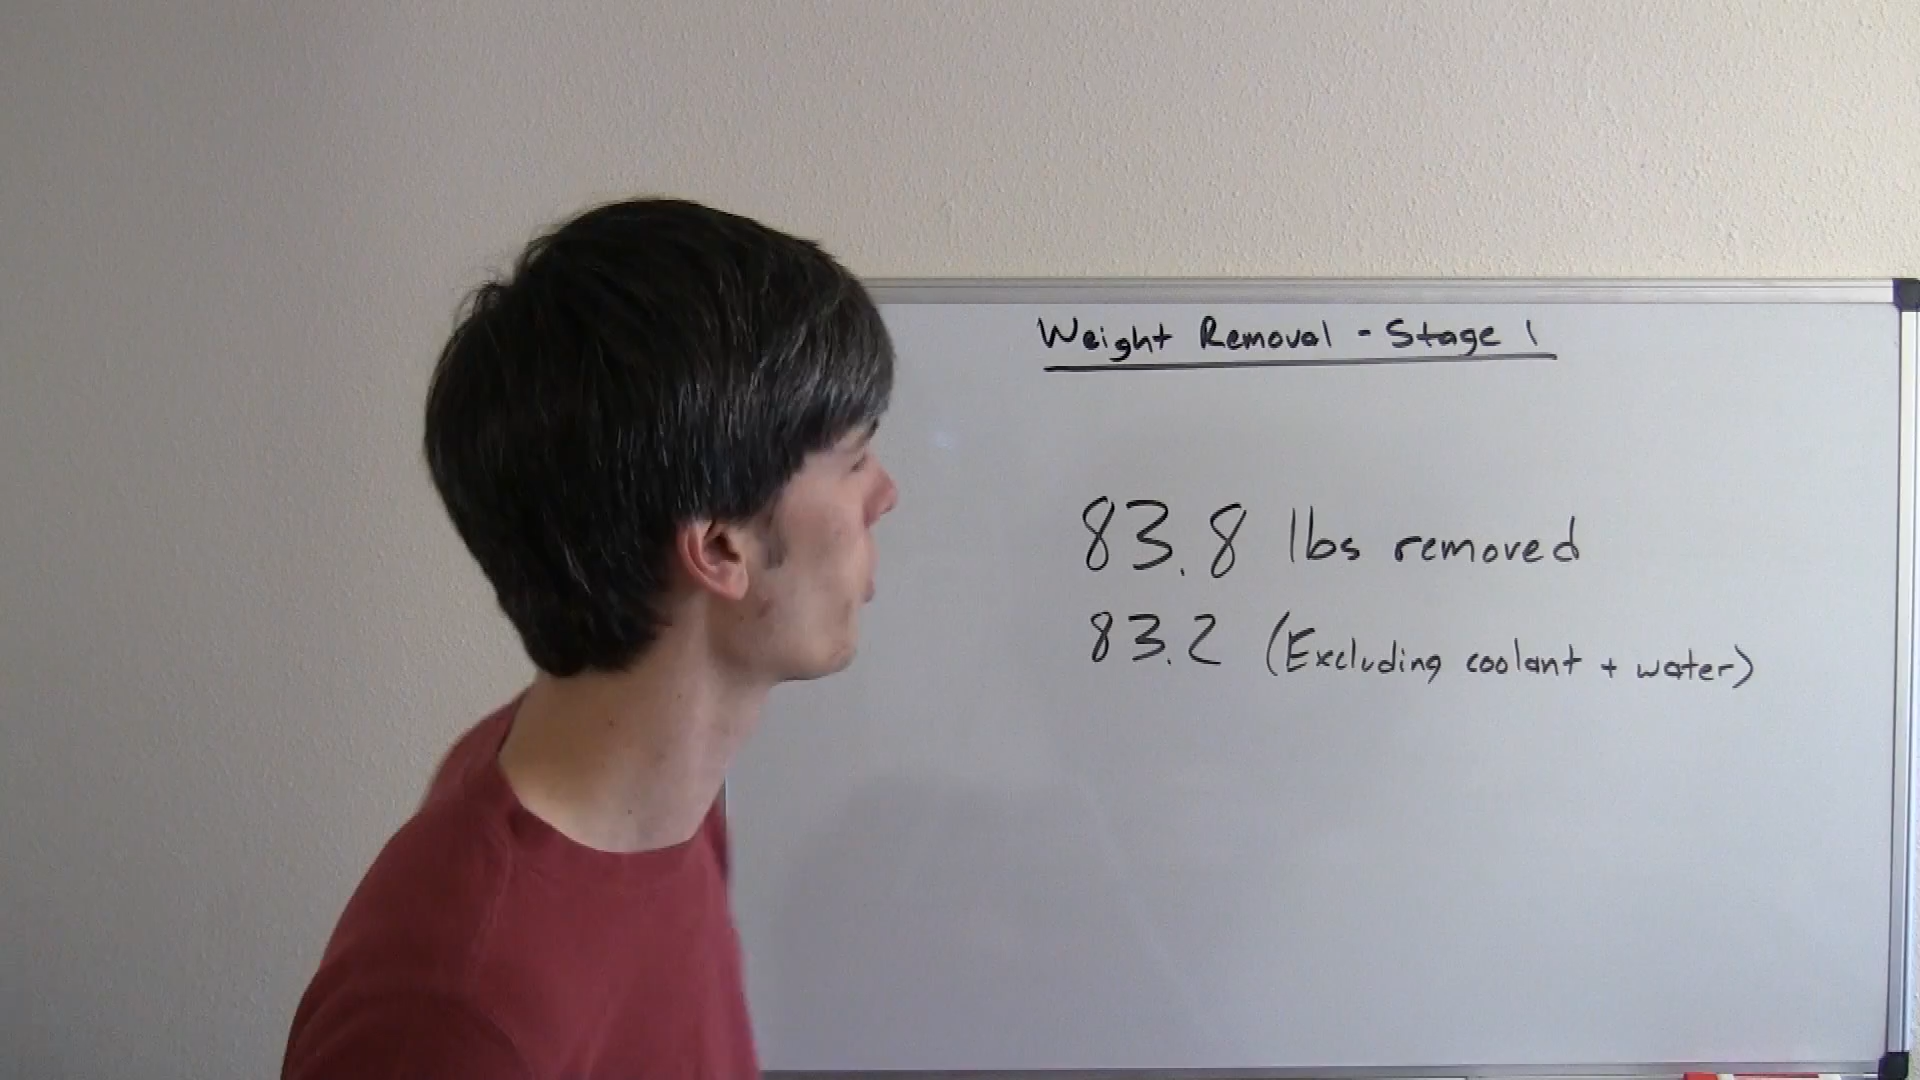 Weight Removal - Stage 1
83.8 lbs removed
83.2 (Excluding coolant + water)